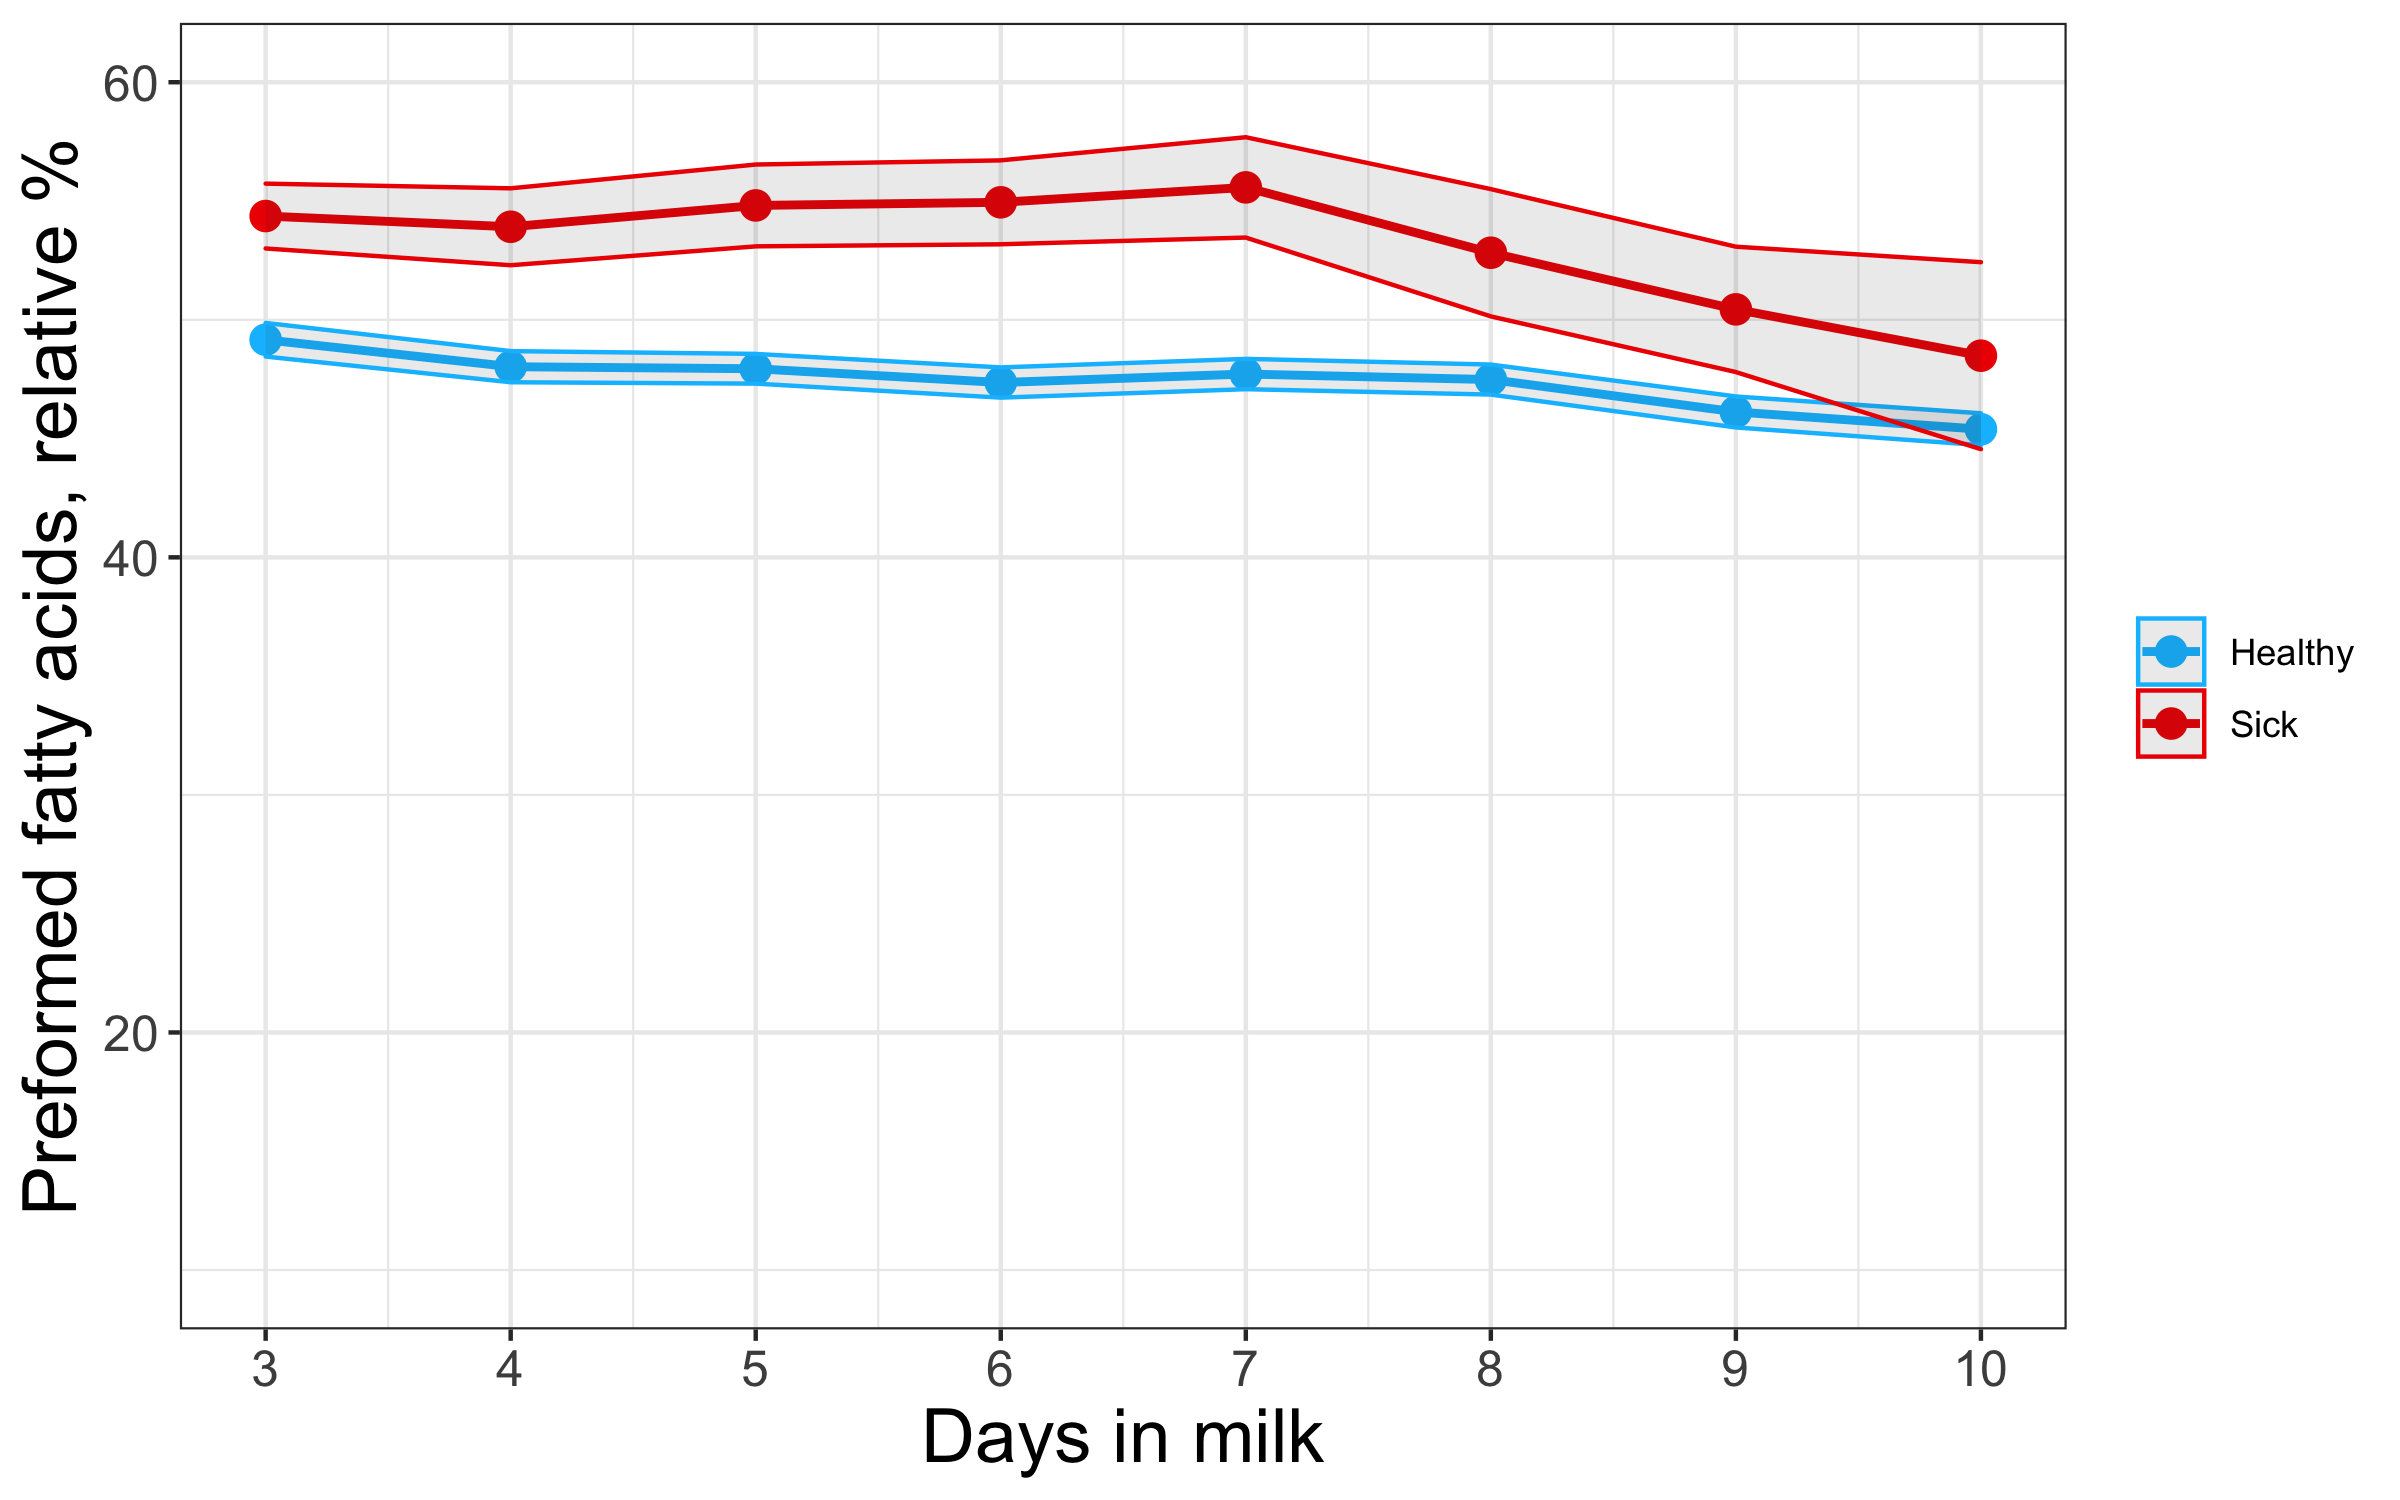 Preformed fatty acids, relative %
60
40
20
3 4 5 6 7 8 9 10
Days in milk
Healthy
Sick